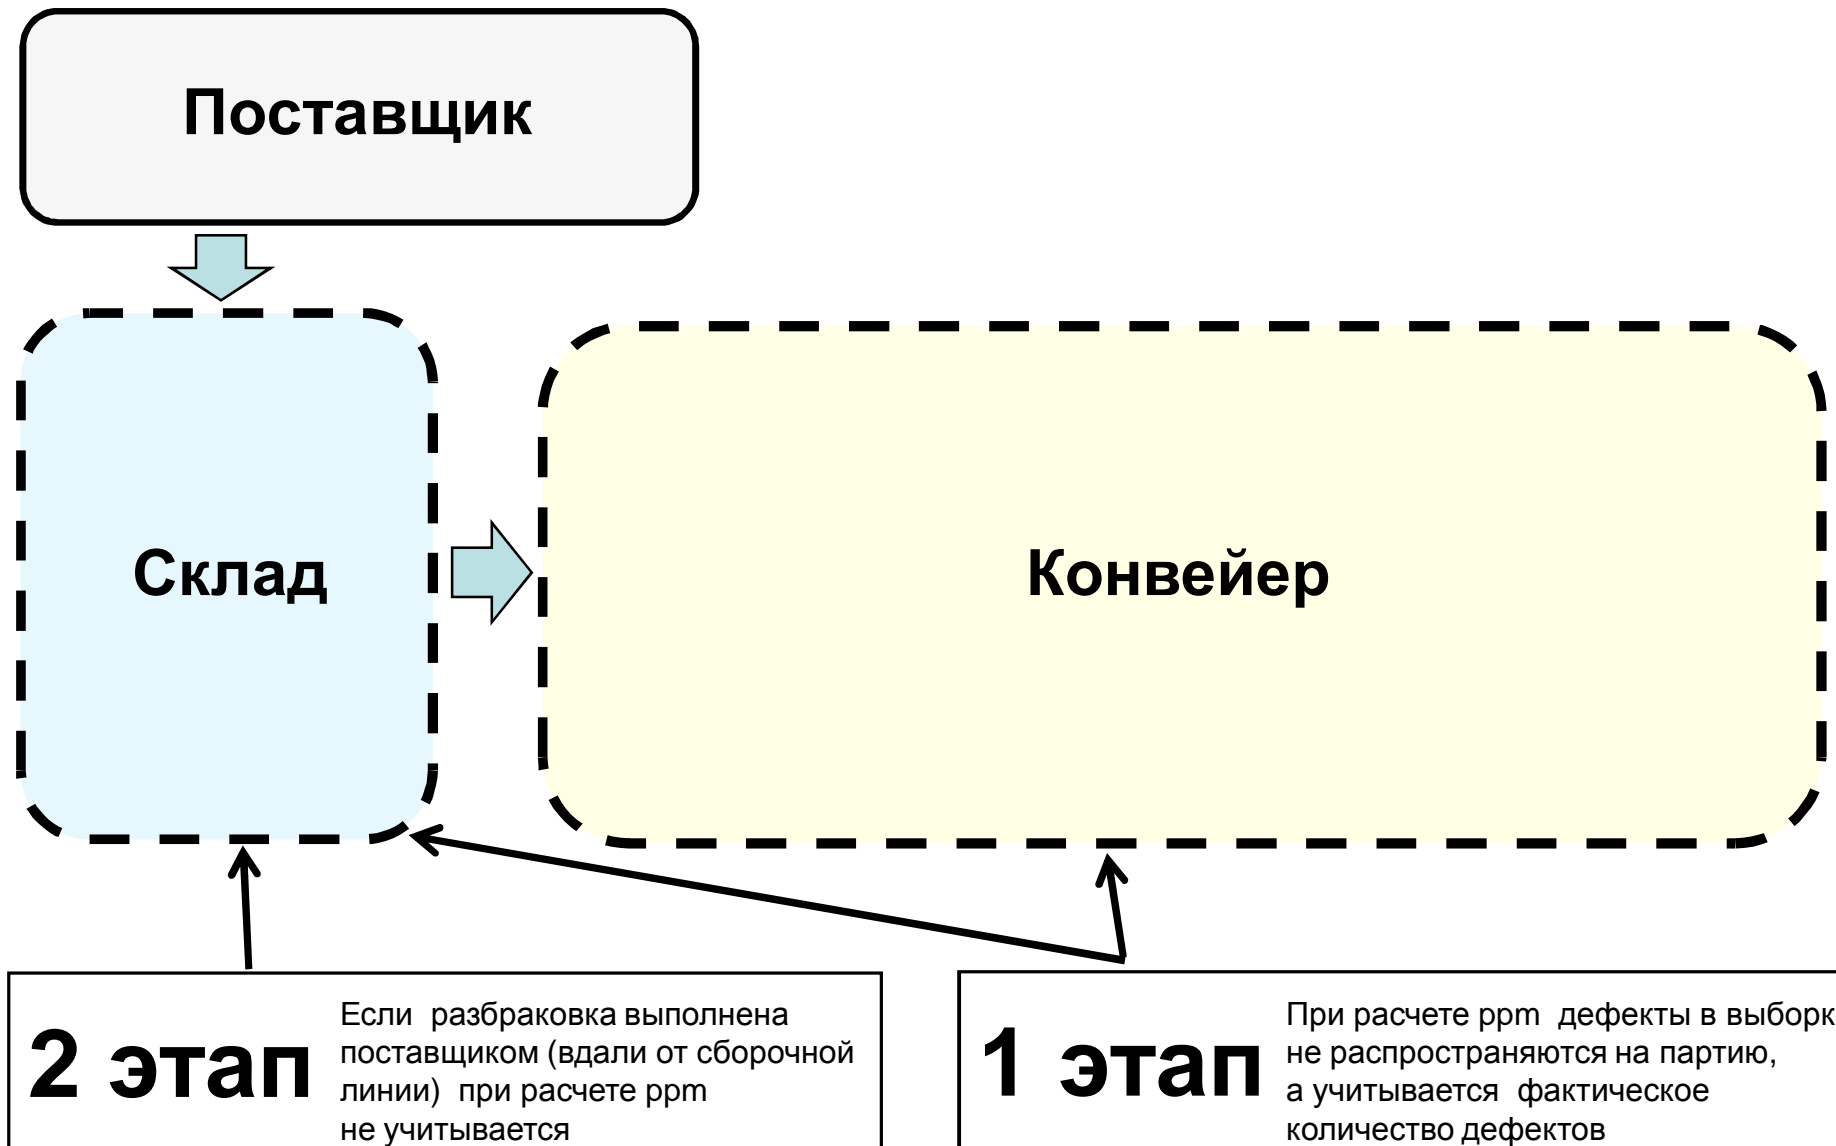 Поставщик
Склад
Конвейер
2 этап
Если разбраковка выполнена
поставщиком (вдали от сборочной
линии) при расчете ppm
не учитывается
1 этап
При расчете ppm дефекты в выборк
не распространяются на партию,
а учитывается фактическое
количество дефектов